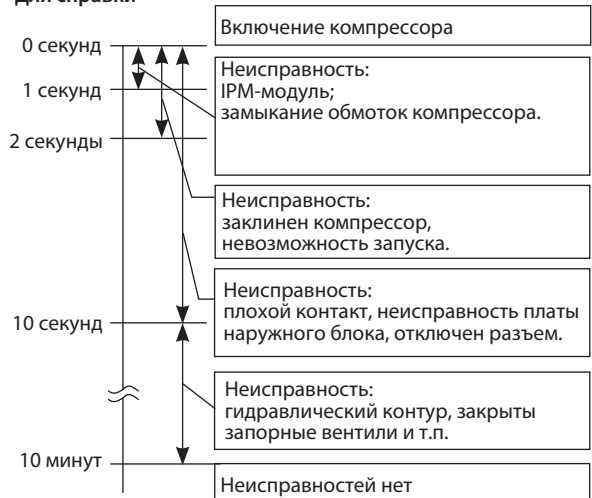 Для справки
Включение компрессора
0 секунд
Неисправность:
IPM-модуль;
замыкание обмоток компрессора.
1 секунд
2 секунды
Неисправность:
заклинен компрессор,
невозможность запуска.
Неисправность:
плохой контакт, неисправность платы
наружного блока, отключен разъем.
10 секунд
Неисправность:
гидравлический контур, закрыты
запорные вентили и т.п.
10 минут
Неисправностей нет